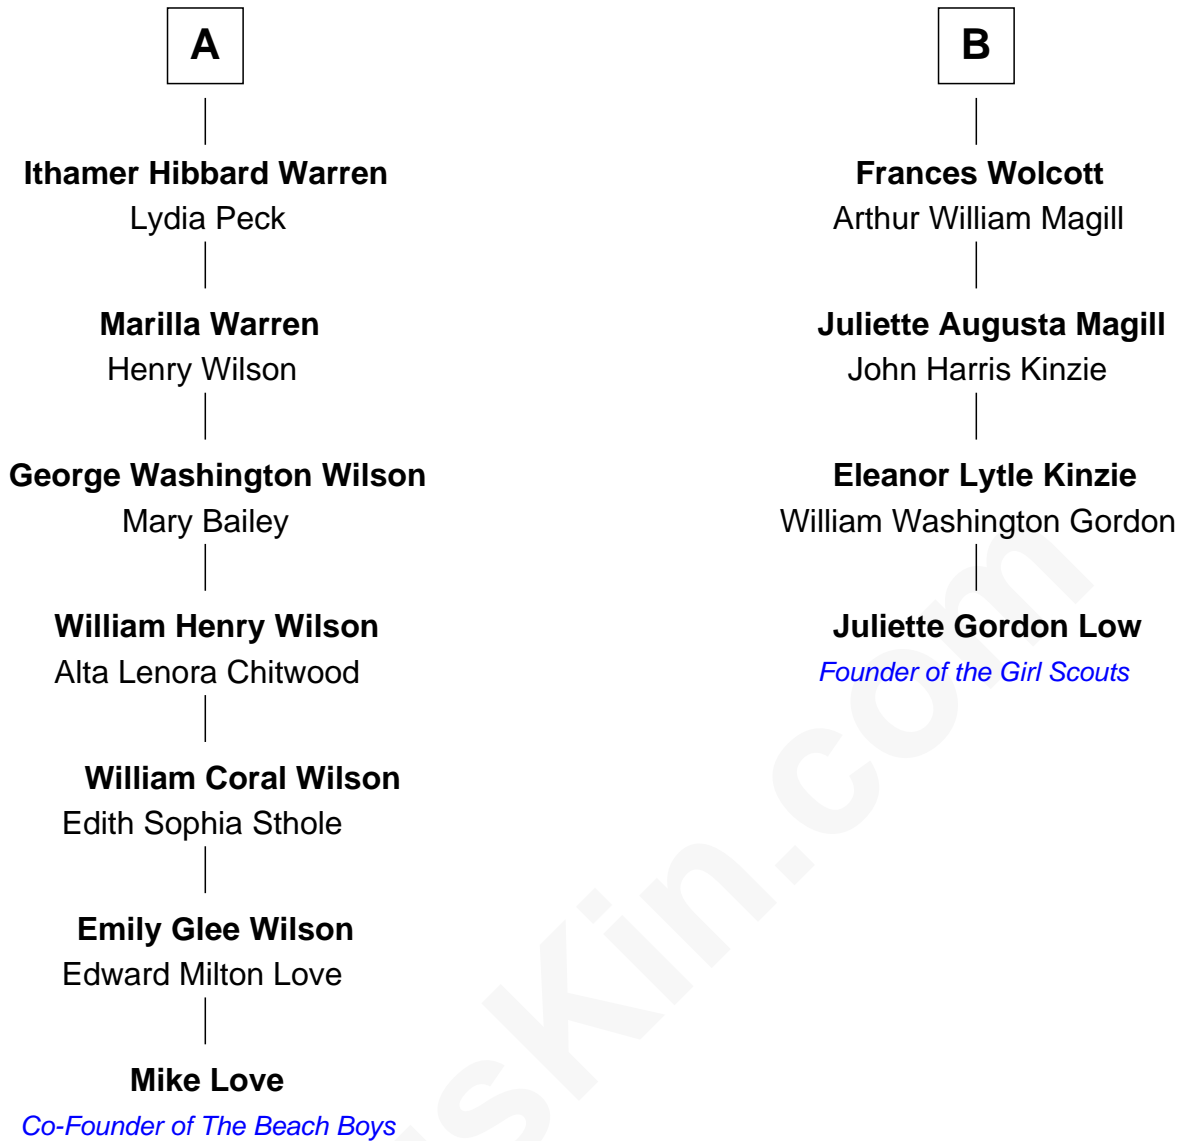 A
Ithamer Hibbard Warren
Lydia Peck
Marilla Warren
Henry Wilson
George Washington Wilson
Mary Bailey
William Henry Wilson
Alta Lenora Chitwood
William Coral Wilson
Edith Sophia Sthole
Emily Glee Wilson
Edward Milton Love
Mike Love
Co-Founder of The Beach Boys
B
Frances Wolcott
Arthur William Magill
Juliette Augusta Magill
John Harris Kinzie
Eleanor Lytle Kinzie
William Washington Gordon
Juliette Gordon Low
Founder of the Girl Scouts
sKin.com